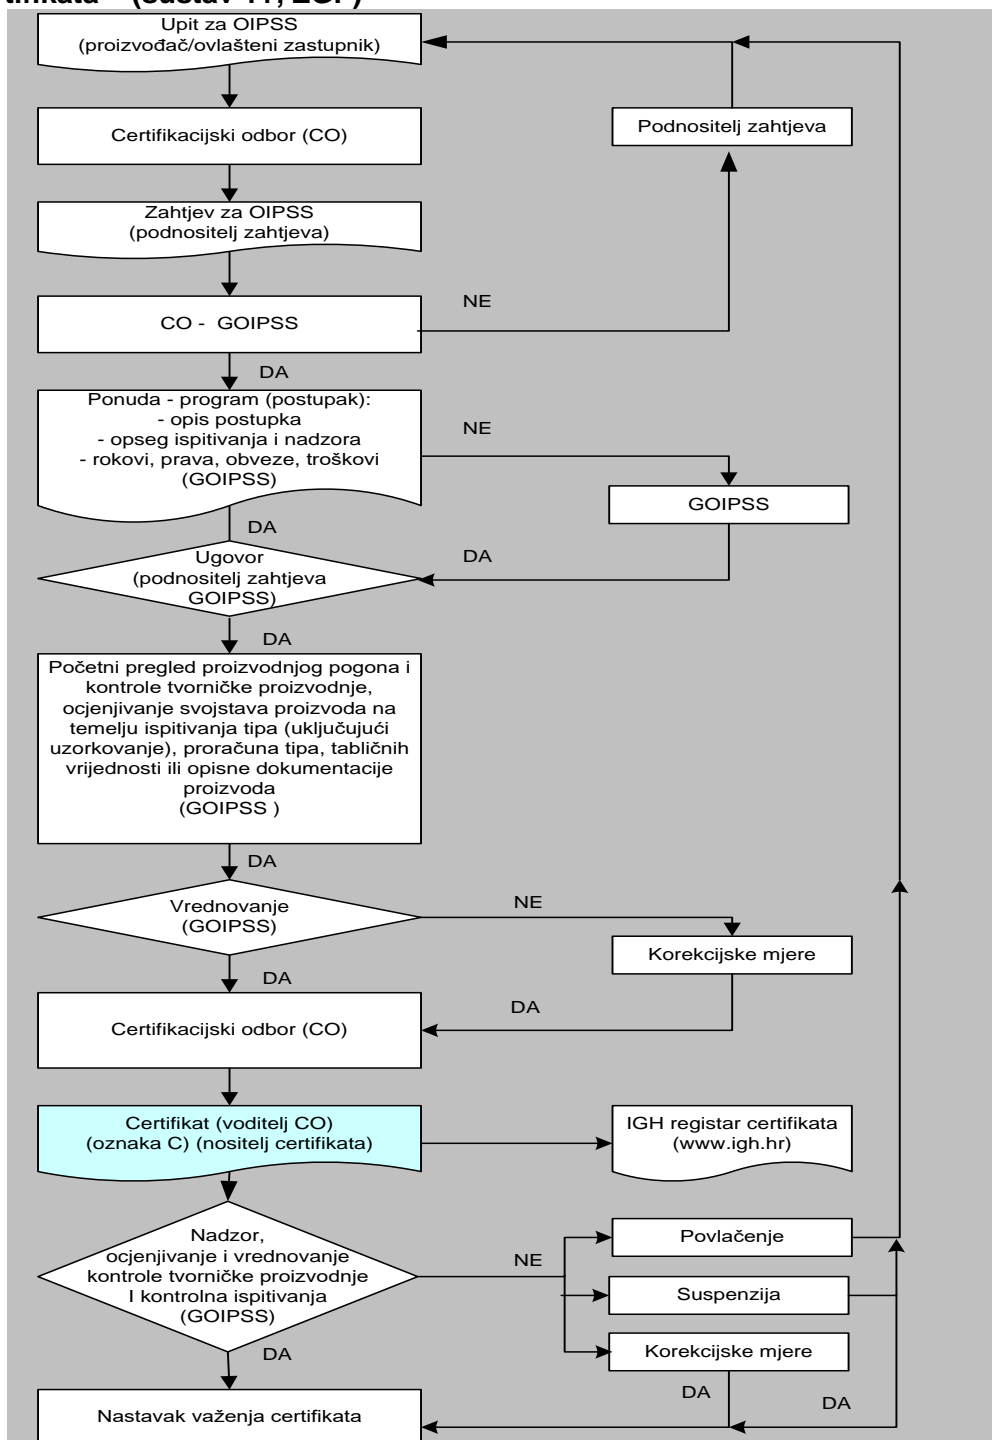 Upit za OIPSS
(proizvođač/ovlašteni zastupnik)
Certifikacijski odbor (CO)
Podnositelj zahtjeva
Zahtjev za OIPSS
(podnositelj zahtjeva)
NE
CO - GOIPSS
DA
Ponuda - program (postupak):
- opis postupka
- opseg ispitivanja i nadzora
- rokovi, prava, obveze, troškovi
(GOIPSS)
NE
GOIPSS
DA
Ugovor
(podnositelj zahtjeva
GOIPSS)
DA
DA
Početni pregled proizvodnjog pogona i
kontrole tvorničke proizvodnje,
ocjenjivanje svojstava proizvoda na
temelju ispitivanja tipa (uključujući
uzorkovanje), proračuna tipa, tabličnih
vrijednosti ili opisne dokumentacije
proizvoda
(GOIPSS )
DA
Vrednovanje
(GOIPSS)
NE
Korekcijske mjere
DA
DA
Certifikacijski odbor (CO)
Certifikat (voditelj CO)
(oznaka C) (nositelj certifikata)
IGH registar certifikata
(www.igh.hr)
Nadzor,
ocjenjivanje i vrednovanje
kontrole tvorničke proizvodnje
I kontrolna ispitivanja
(GOIPSS)
NE
Povlačenje
Suspenzija
Korekcijske mjere
DA
DA
DA
Nastavak važenja certifikata